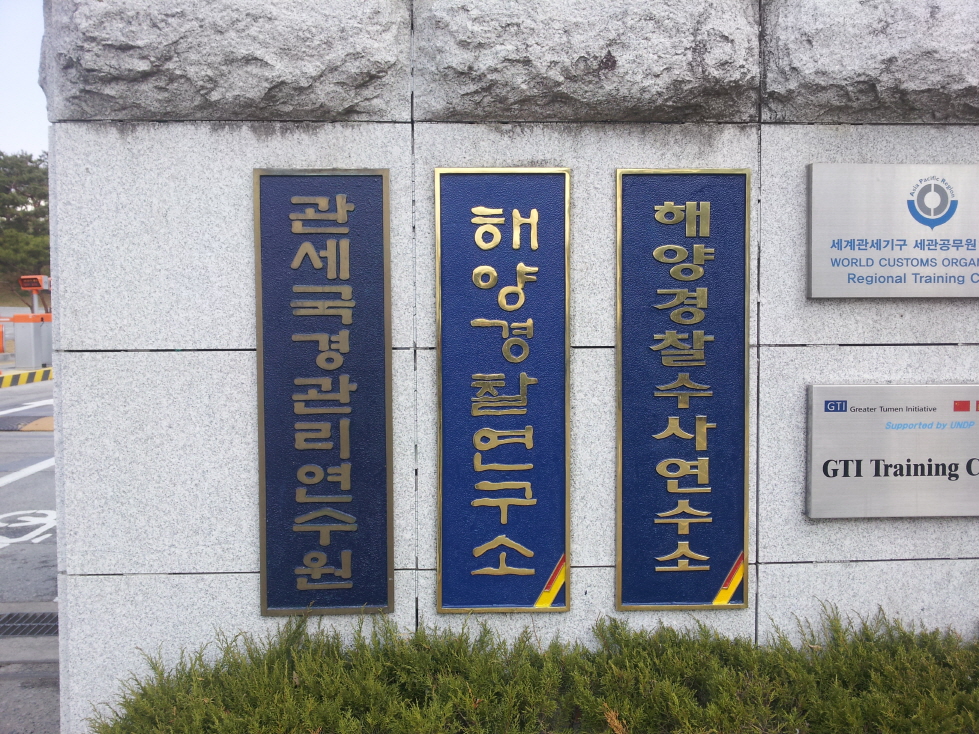 관세국경관리연수원
해양경찰연구소
해양경찰수사연수소
Asia Pacific Region
세계관세기구 세관공무원
WORLD CUSTOMS
Regional Training
GTI Greater Tumen Initiative
Supported by UNDP
GTI Training